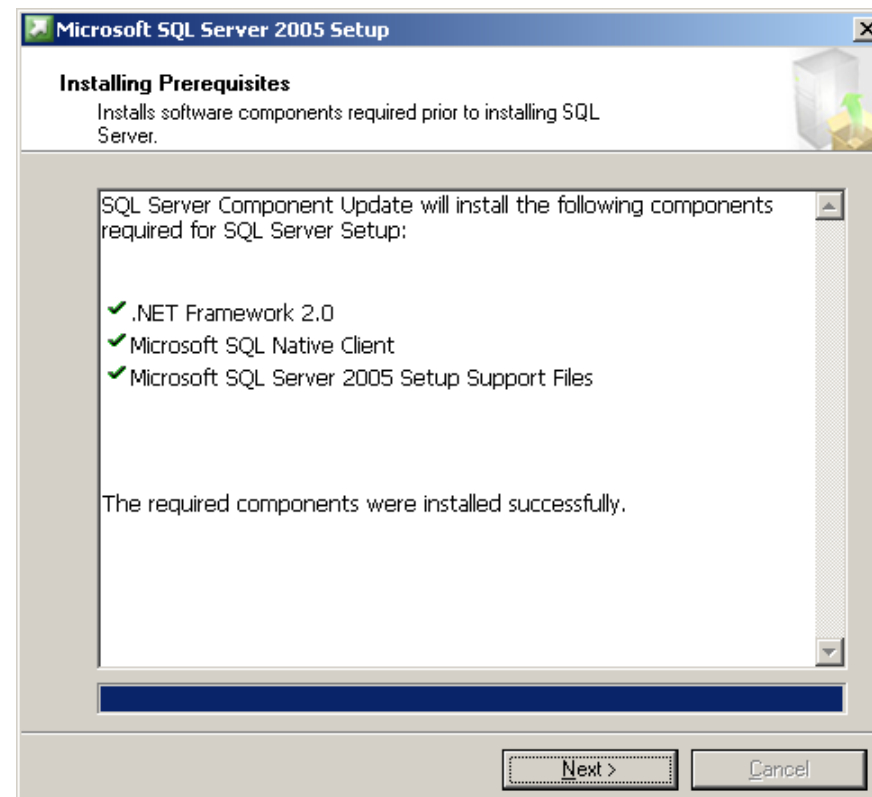 Microsoft SQL Server 2005 Setup
Installing Prerequisites
Installs software components required prior to installing SQL
Server.
SQL Server Component Update will install the following components
required for SQL Server Setup:
.NET Framework 2.0
Microsoft SQL Native Client
Microsoft SQL Server 2005 Setup Support Files
The required components were installed successfully.
Next >
Cancel